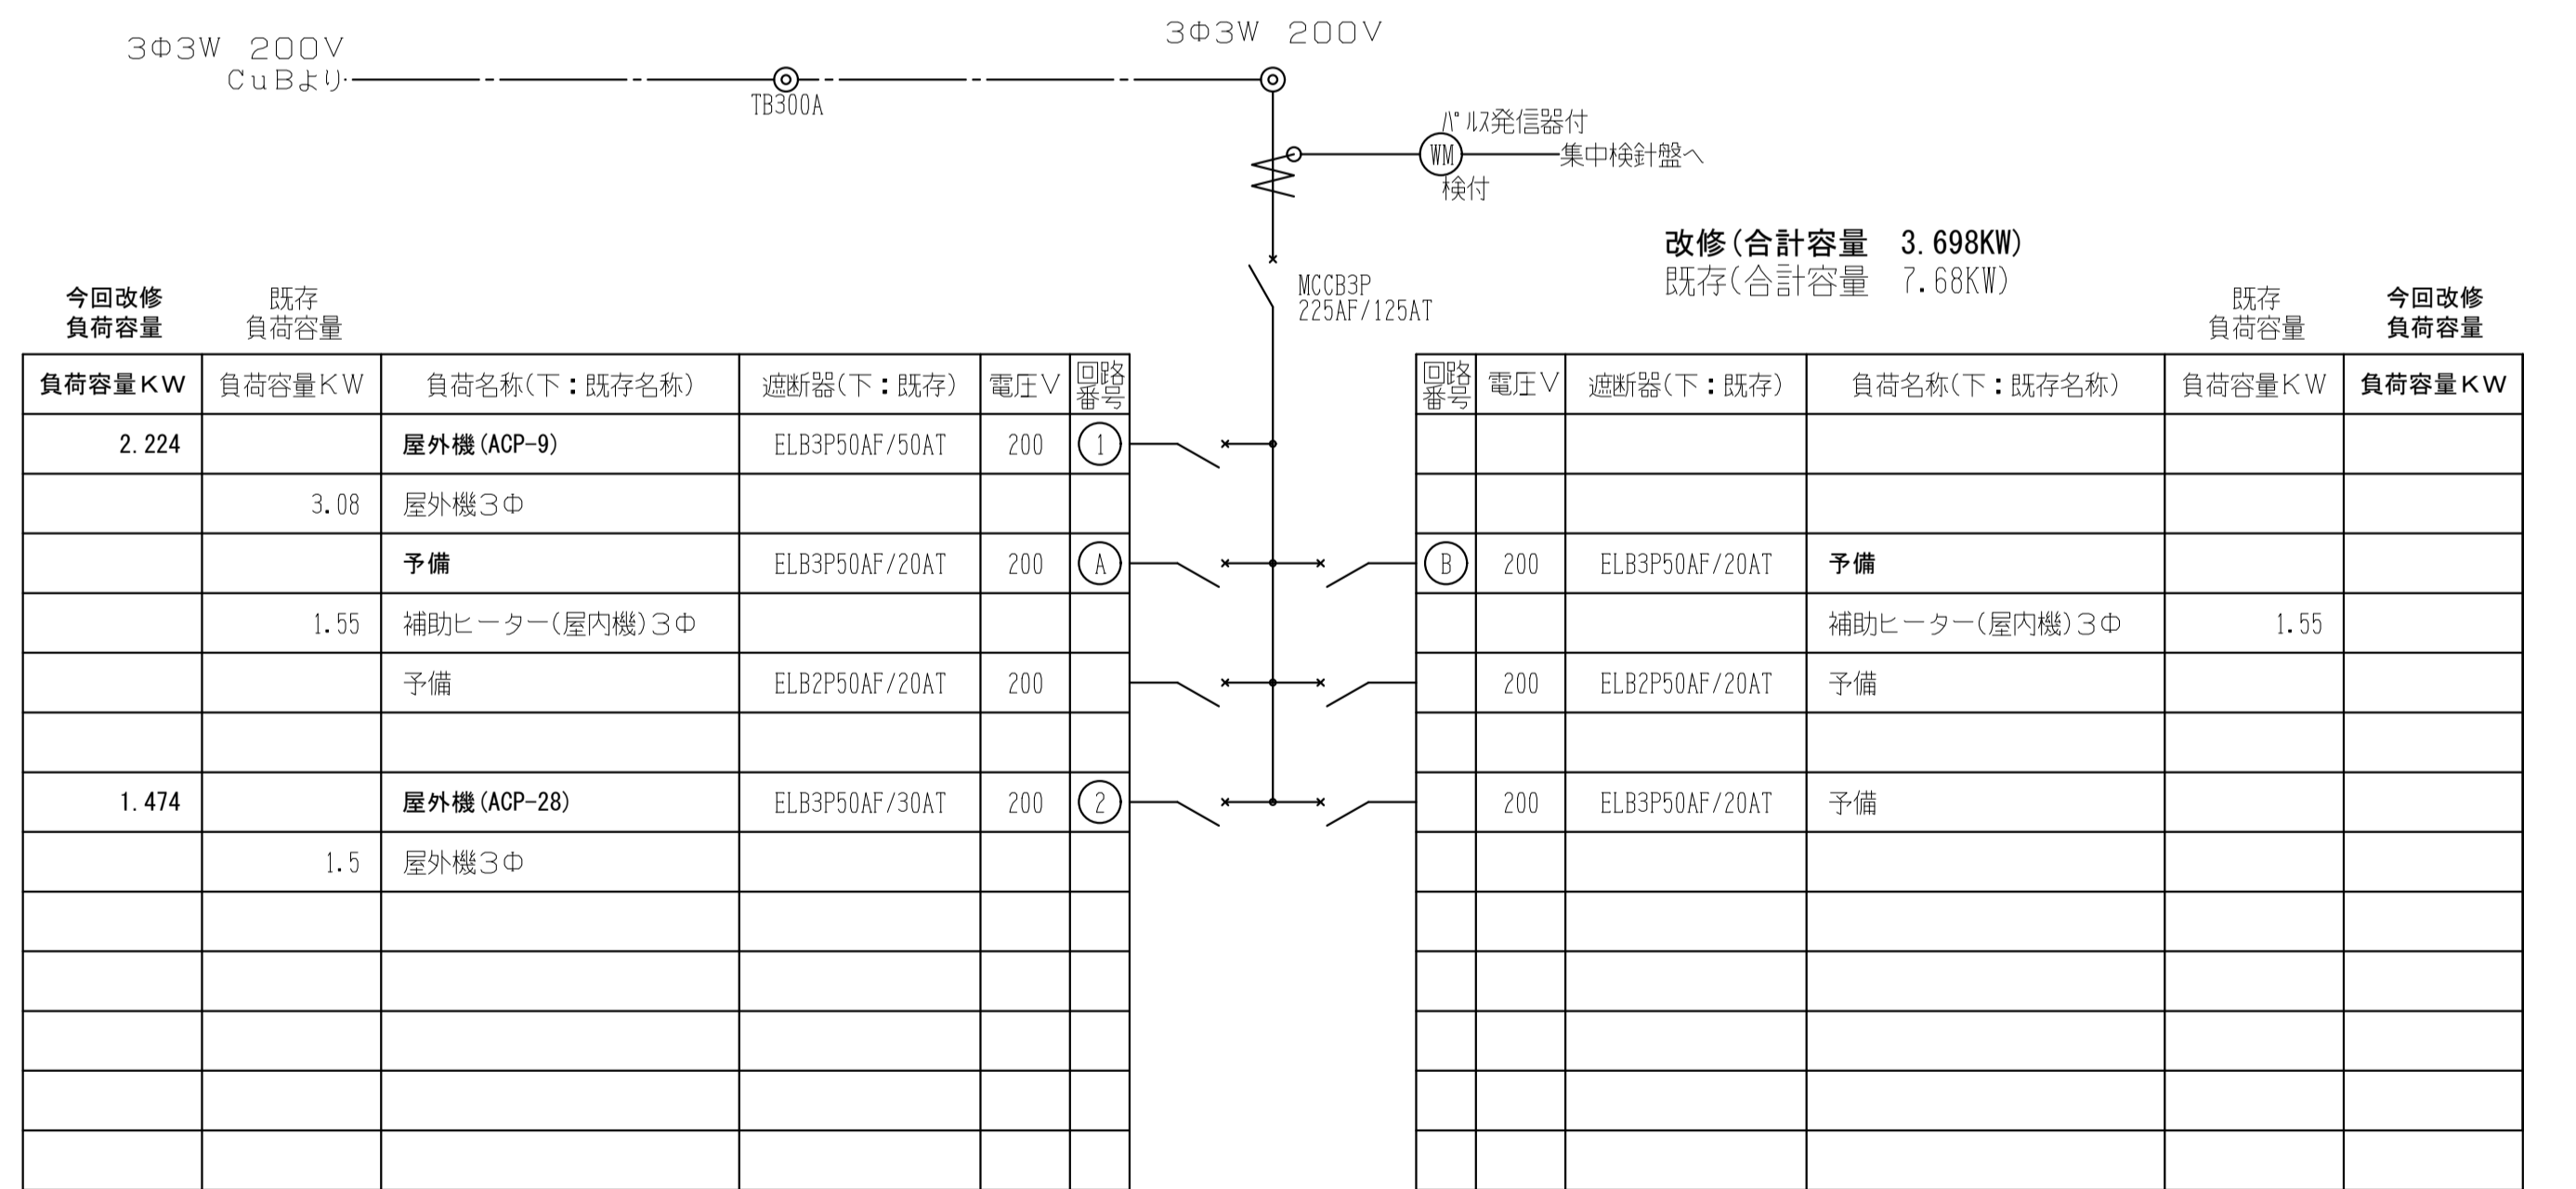 3Φ3W 200V
CuBより
TB300A
3Φ3W 200V
パルス発信器付
WM
集中検針盤へ
検付
MCCB3P
225AF/125AT
改修(合計容量 3.698KW)
既存(合計容量 7.68KW)
今回改修
負荷容量
既存
負荷容量
既存
負荷容量
今回改修
負荷容量
負荷容量KW 負荷容量KW 負荷名称(下:既存名称) 遮断器(下:既存) 電圧V 回路番号
2.224 屋外機(ACP-9) ELB3P50AF/50AT 200 1
3.08 屋外機3Φ
予備 ELB3P50AF/20AT 200 A
1.55 補助ヒーター(屋内機)3Φ
予備 ELB2P50AF/20AT 200
1.474 屋外機(ACP-28) ELB3P50AF/30AT 200 2
1.5 屋外機3Φ
回路番号 電圧V 遮断器(下:既存) 負荷名称(下:既存名称) 負荷容量KW 負荷容量KW
B 200 ELB3P50AF/20AT 予備
補助ヒーター(屋内機)3Φ 1.55
200 ELB2P50AF/20AT 予備
200 ELB3P50AF/20AT 予備